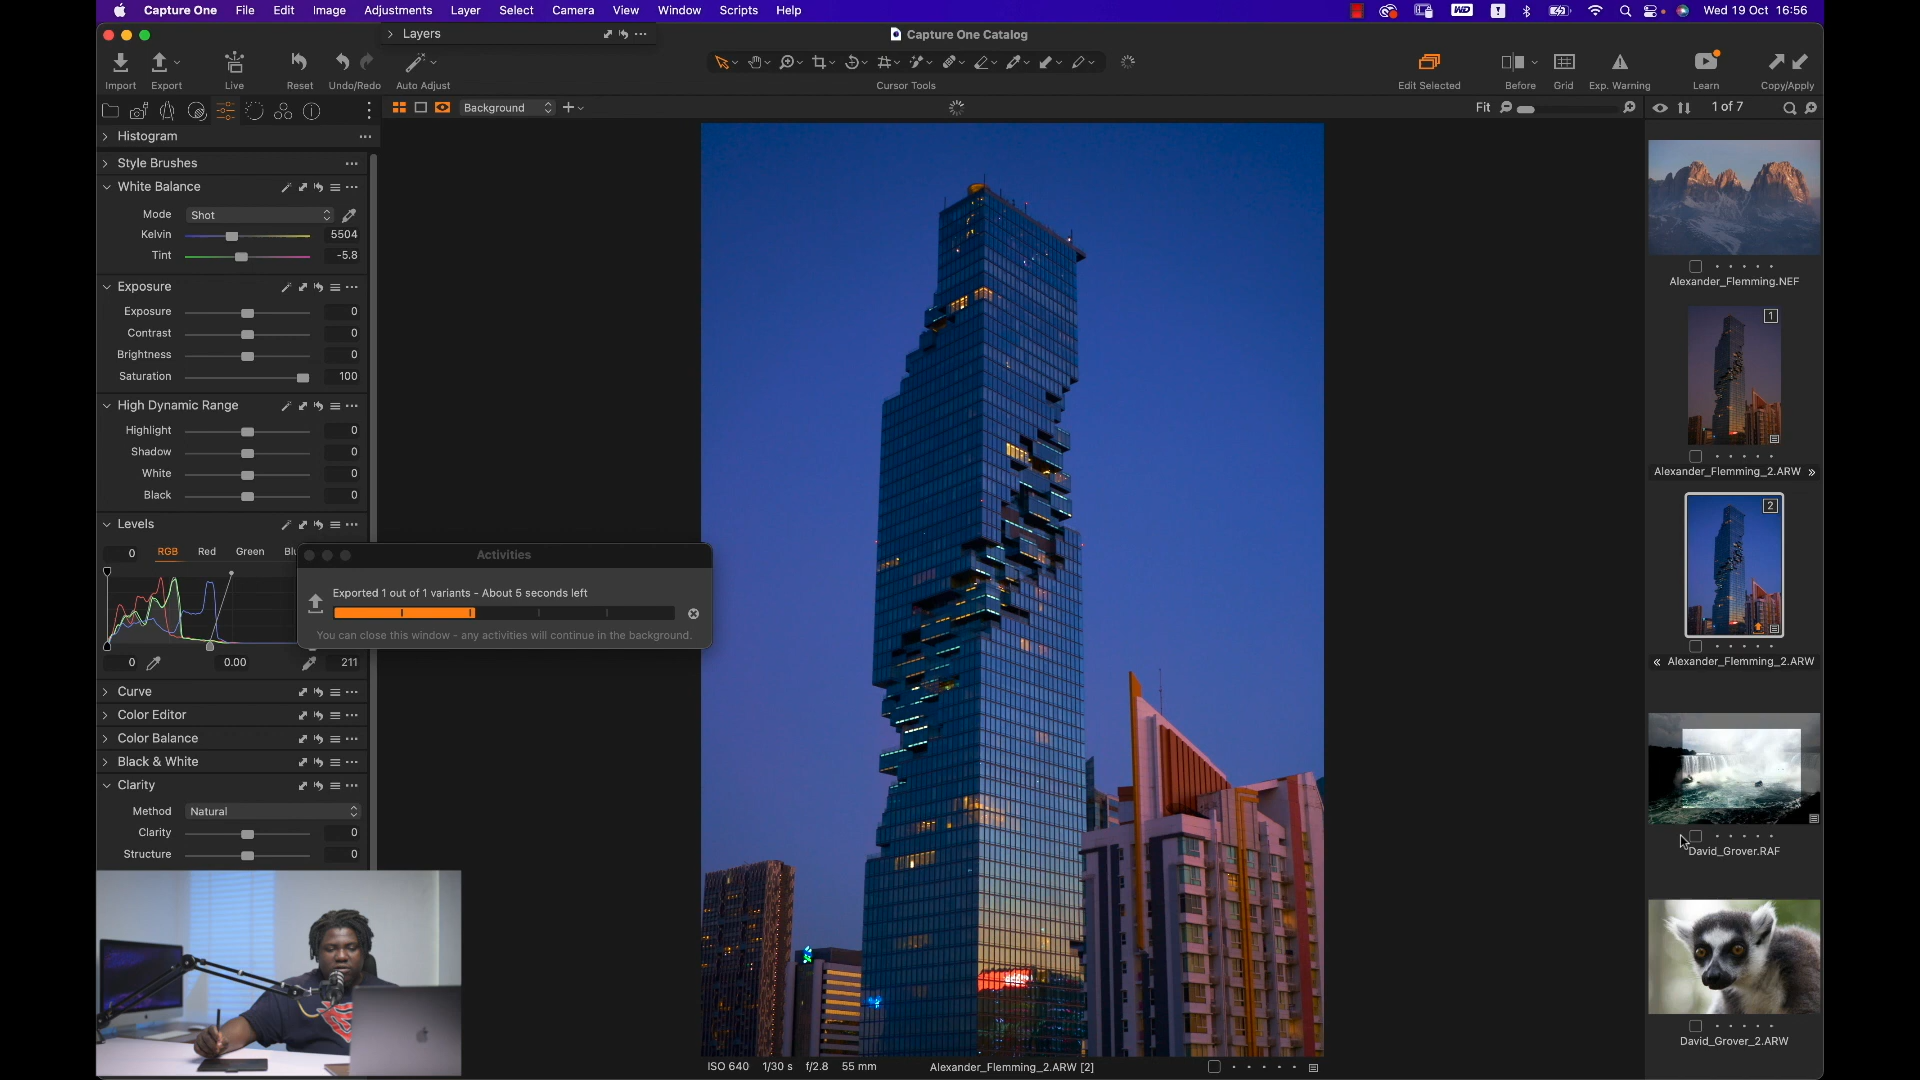 Capture One File Edit Image Adjustments Layer Select Camera View Window Scripts Help Wed 19 Oct 16:56
Layers
Capture One Catalog
Import Export Live Reset Undo/Redo Auto Adjust Cursor Tools Edit Selected Before Grid Exp. Warning Learn Copy/Apply
Background
Fit
1 of 7
Histogram
Style Brushes
White Balance
Mode Shot
Kelvin 5504
Tint -5.8
Exposure
Exposure 0
Contrast 0
Brightness 0
Saturation 100
High Dynamic Range
Highlight 0
Shadow 0
White 0
Black 0
Levels
0 RGB Red Green Bl
0 0.00 211
Curve
Color Editor
Color Balance
Black & White
Clarity
Method Natural
Clarity 0
Structure 0
Activities
Exported 1 out of 1 variants - About 5 seconds left
You can close this window - any activities will continue in the background.
ISO 640 1/30 s f/2.8 55 mm
Alexander_Flemming_2.ARW [2]
Alexander_Flemming.NEF
1
Alexander_Flemming_2.ARW »
2
« Alexander_Flemming_2.ARW
David_Grover.RAF
David_Grover_2.ARW